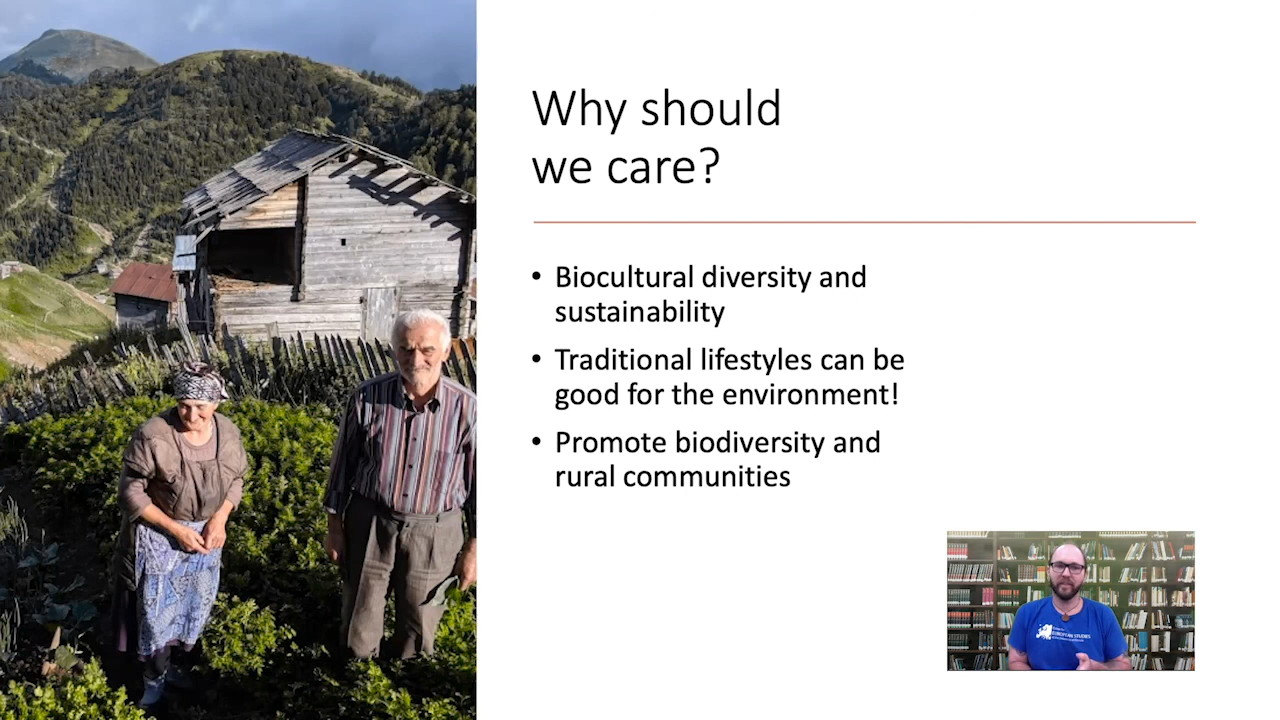 Why should
we care?
• Biocultural diversity and
sustainability
• Traditional lifestyles can be
good for the environment!
• Promote biodiversity and
rural communities
EUROPEAN STUDIES